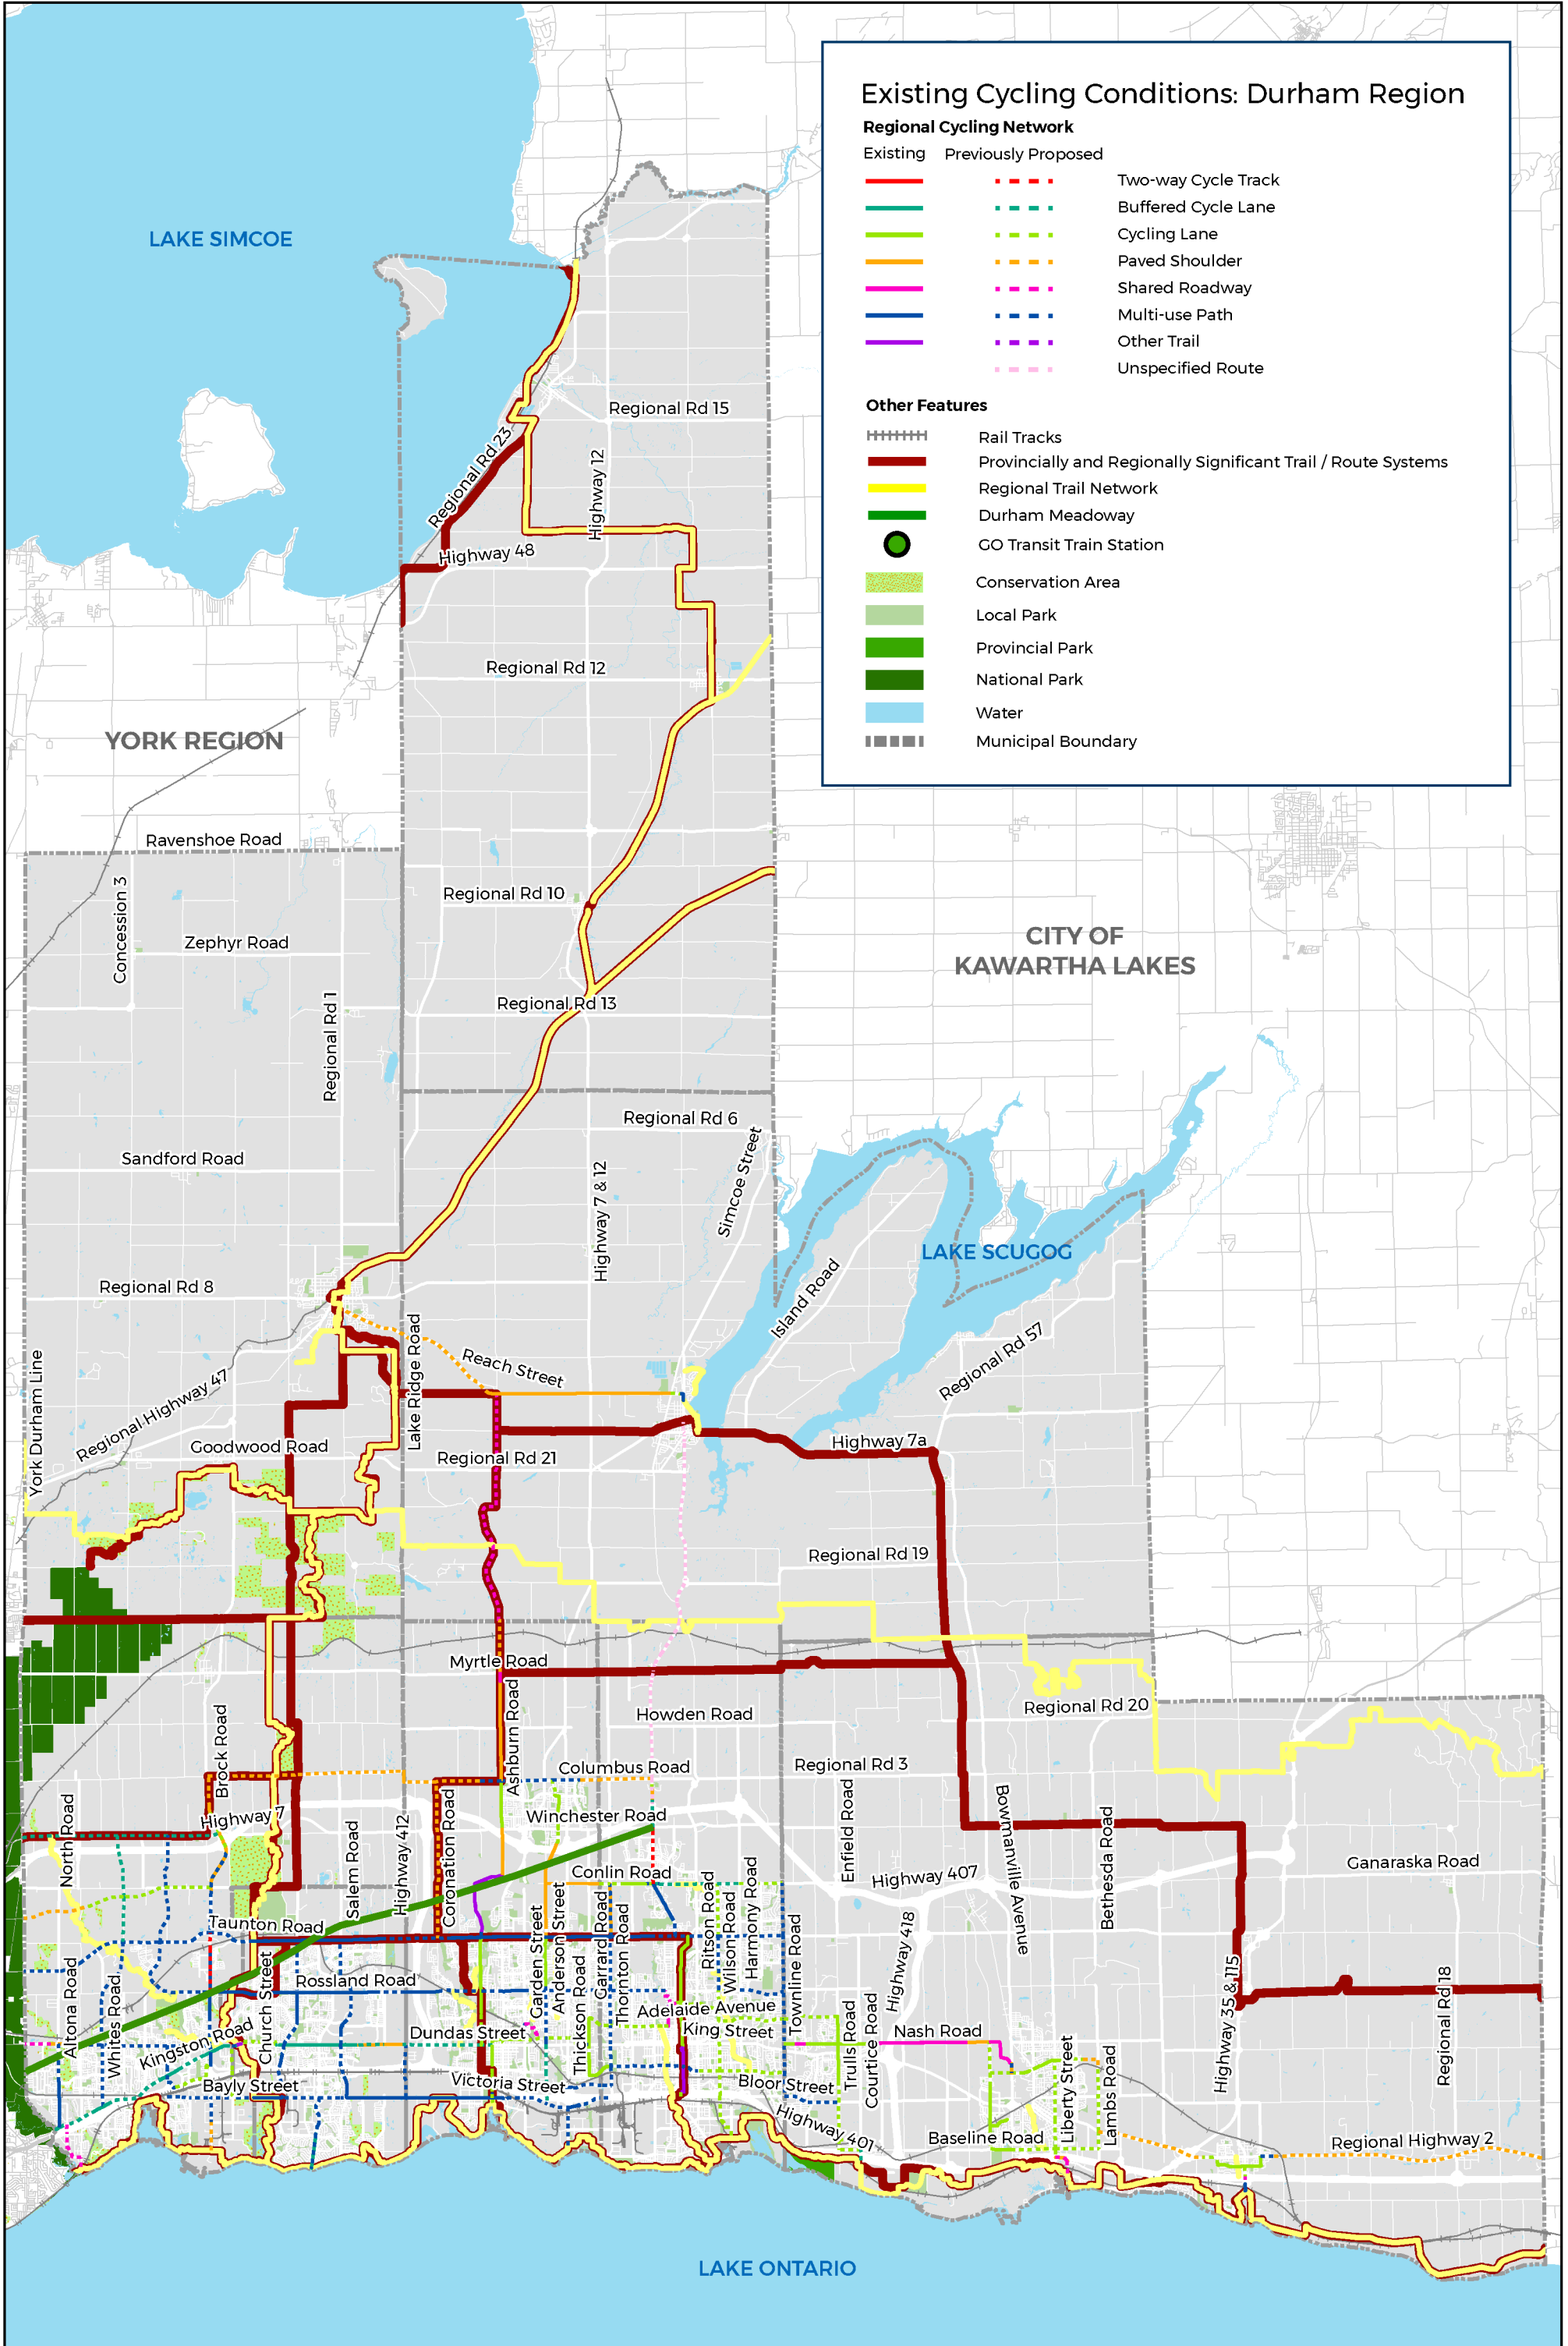 Existing Cycling Conditions: Durham Region
Regional Cycling Network
Existing Previously Proposed
Two-way Cycle Track
Buffered Cycle Lane
Cycling Lane
Paved Shoulder
Shared Roadway
Multi-use Path
Other Trail
Unspecified Route
Other Features
Rail Tracks
Provincially and Regionally Significant Trail / Route Systems
Regional Trail Network
Durham Meadoway
GO Transit Train Station
Conservation Area
Local Park
Provincial Park
National Park
Water
Municipal Boundary
LAKE SIMCOE
Regional Rd 15
Regional Rd 23
Highway 12
Highway 48
Regional Rd 12
YORK REGION
Ravenshoe Road
Concession 3
Regional Rd 10
Zephyr Road
CITY OF
KAWARTHA LAKES
Regional Rd 1
Regional Rd 13
Regional Rd 6
Sandford Road
Simcoe Street
Highway 7 & 12
LAKE SCUGOG
Regional Rd 8
Island Road
Regional Rd 57
York Durham Line
Regional Highway 47
Lake Ridge Road
Reach Street
Goodwood Road
Regional Rd 21
Highway 7a
Regional Rd 19
Myrtle Road
Ashburn Road
Howden Road
Regional Rd 20
Brock Road
Columbus Road
Regional Rd 3
Enfield Road
Bowmanville Avenue
Bethesda Road
North Road
Highway 7
Salem Road
Highway 412
Coronation Road
Winchester Road
Conlin Road
Highway 407
Ganaraska Road
Taunton Road
Garden Street
Anderson Street
Garrard Road
Thornton Road
Ritson Road
Wilson Road
Harmony Road
Townline Road
Highway 418
Altona Road
Whites Road
Church Street
Rossland Road
Thickson Road
Adelaide Avenue
King Street
Trulls Road
Courtice Road
Nash Road
Highway 35 & 115
Regional Rd 18
Kingston Road
Dundas Street
Liberty Street
Lambs Road
Bayly Street
Victoria Street
Bloor Street
Highway 401
Baseline Road
Regional Highway 2
LAKE ONTARIO